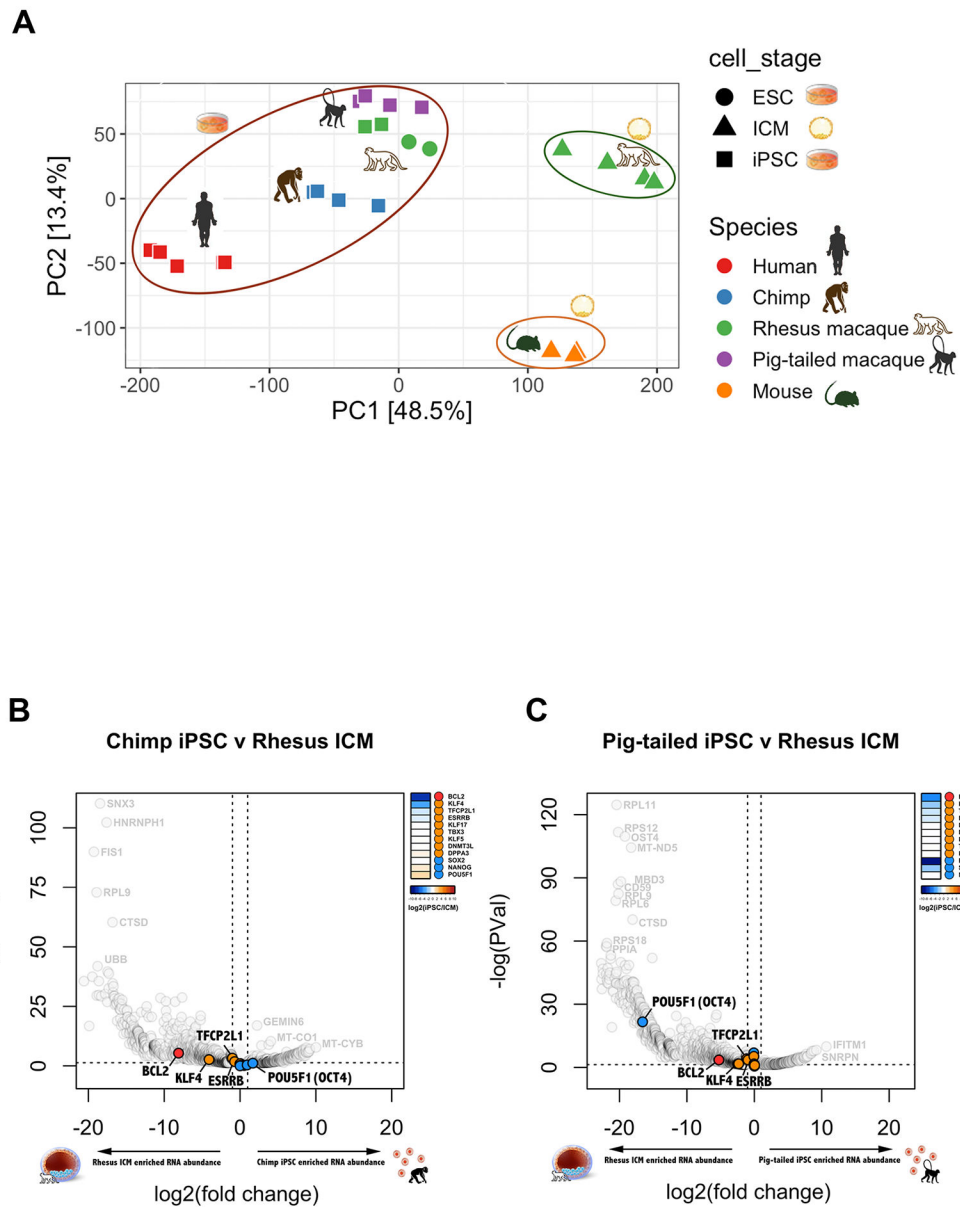 A
cell_stage
ESC
ICM
iPSC
Species
Human
Chimp
Rhesus macaque
Pig-tailed macaque
Mouse
PC2 [13.4%]
50
0
-50
-100
-200
-100
0
100
200
PC1 [48.5%]
B
Chimp iPSC v Rhesus ICM
100
75
50
25
0
SNX3
HNRNPH1
FIS1
RPL9
CTSD
UBB
GEMIN6
MT-CO1
MT-CYB
TFCP2L1
BCL2
KLF4
ESRRB
POU5F1 (OCT4)
BCL2
KLF4
TFCP2L1
ESRRB
KLF17
TBX3
KLF5
DNMT3L
DPPA3
SOX2
NANOG
POU5F1
log2(iPSC/ICM)
-20
-10
0
10
20
Rhesus ICM enriched RNA abundance
Chimp iPSC enriched RNA abundance
log2(fold change)
C
Pig-tailed iPSC v Rhesus ICM
-log(PVal)
120
90
60
30
0
RPL11
RPS12
OST4
MT-ND5
MBD3
CD59
RPL9
RPL6
CTSD
RPS18
PPIA
POU5F1 (OCT4)
TFCP2L1
BCL2
KLF4
ESRRB
IFITM1
SNRPN
log2(iPSC/IC
-20
-10
0
10
20
Rhesus ICM enriched RNA abundance
Pig-tailed iPSC enriched RNA abundance
log2(fold change)